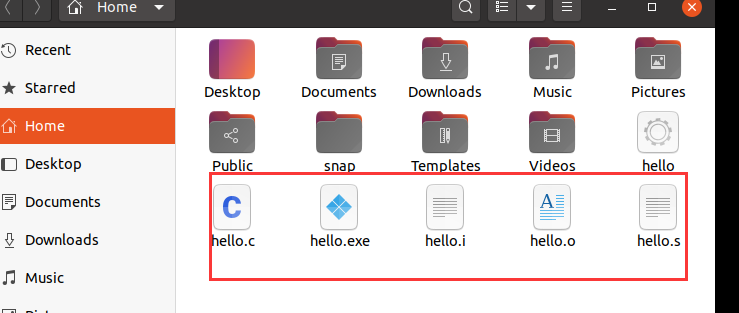 Home
Recent
Starred
Home
Desktop
Documents
Downloads
Music
Desktop
Documents
Downloads
Music
Pictures
Public
snap
Templates
Videos
hello
hello.c
hello.exe
hello.i
hello.o
hello.s